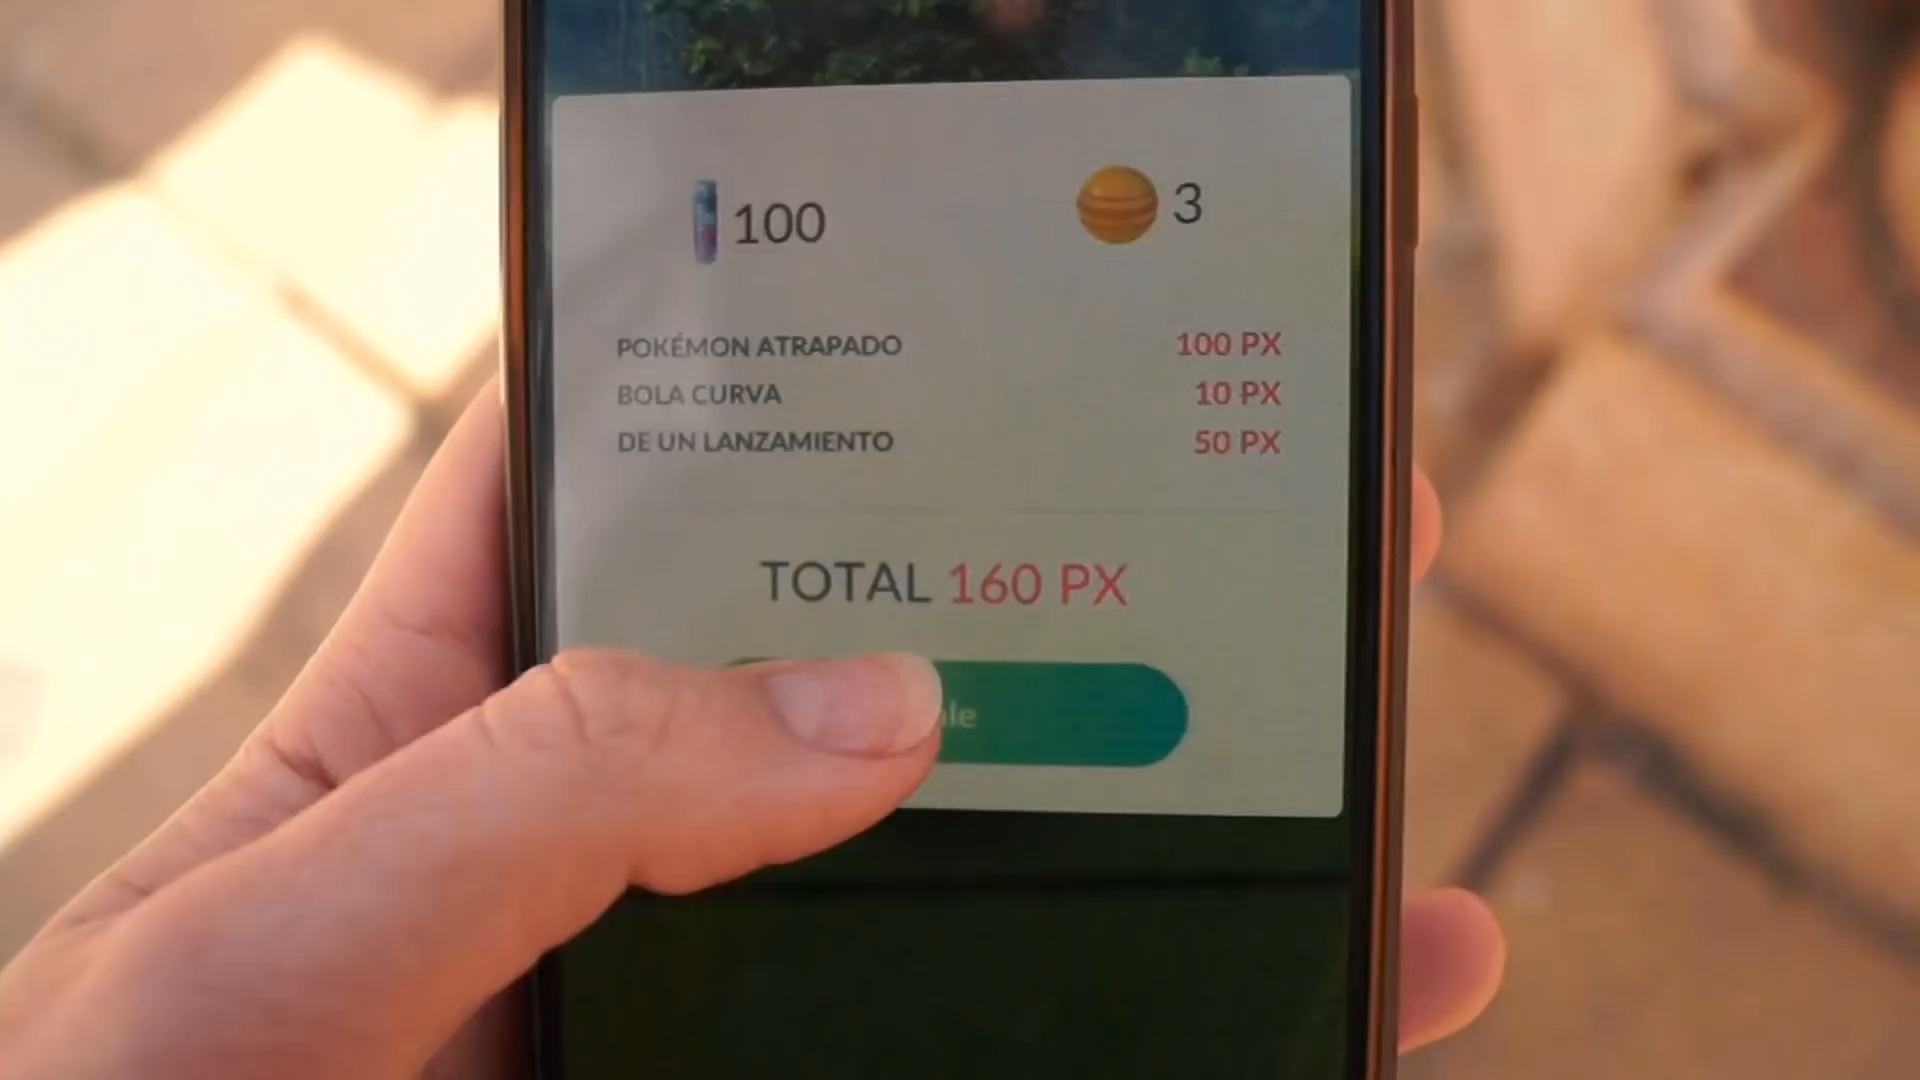 100 3
POKÉMON ATRAPADO 100 PX
BOLA CURVA 10 PX
DE UN LANZAMIENTO 50 PX
TOTAL 160 PX